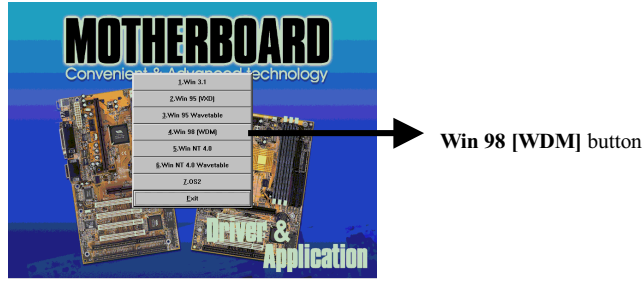 MOTHERBOARD
Convenient & Advanced technology
1.Win 3.1
2.Win 95 (VXD)
3.Win 95 Wavetable
4.Win 98 (WDM)
5.Win NT 4.0
6.Win NT 4.0 Wavetable
7.OS2
Exit
Win 98 [WDM] button
Driver &
Application